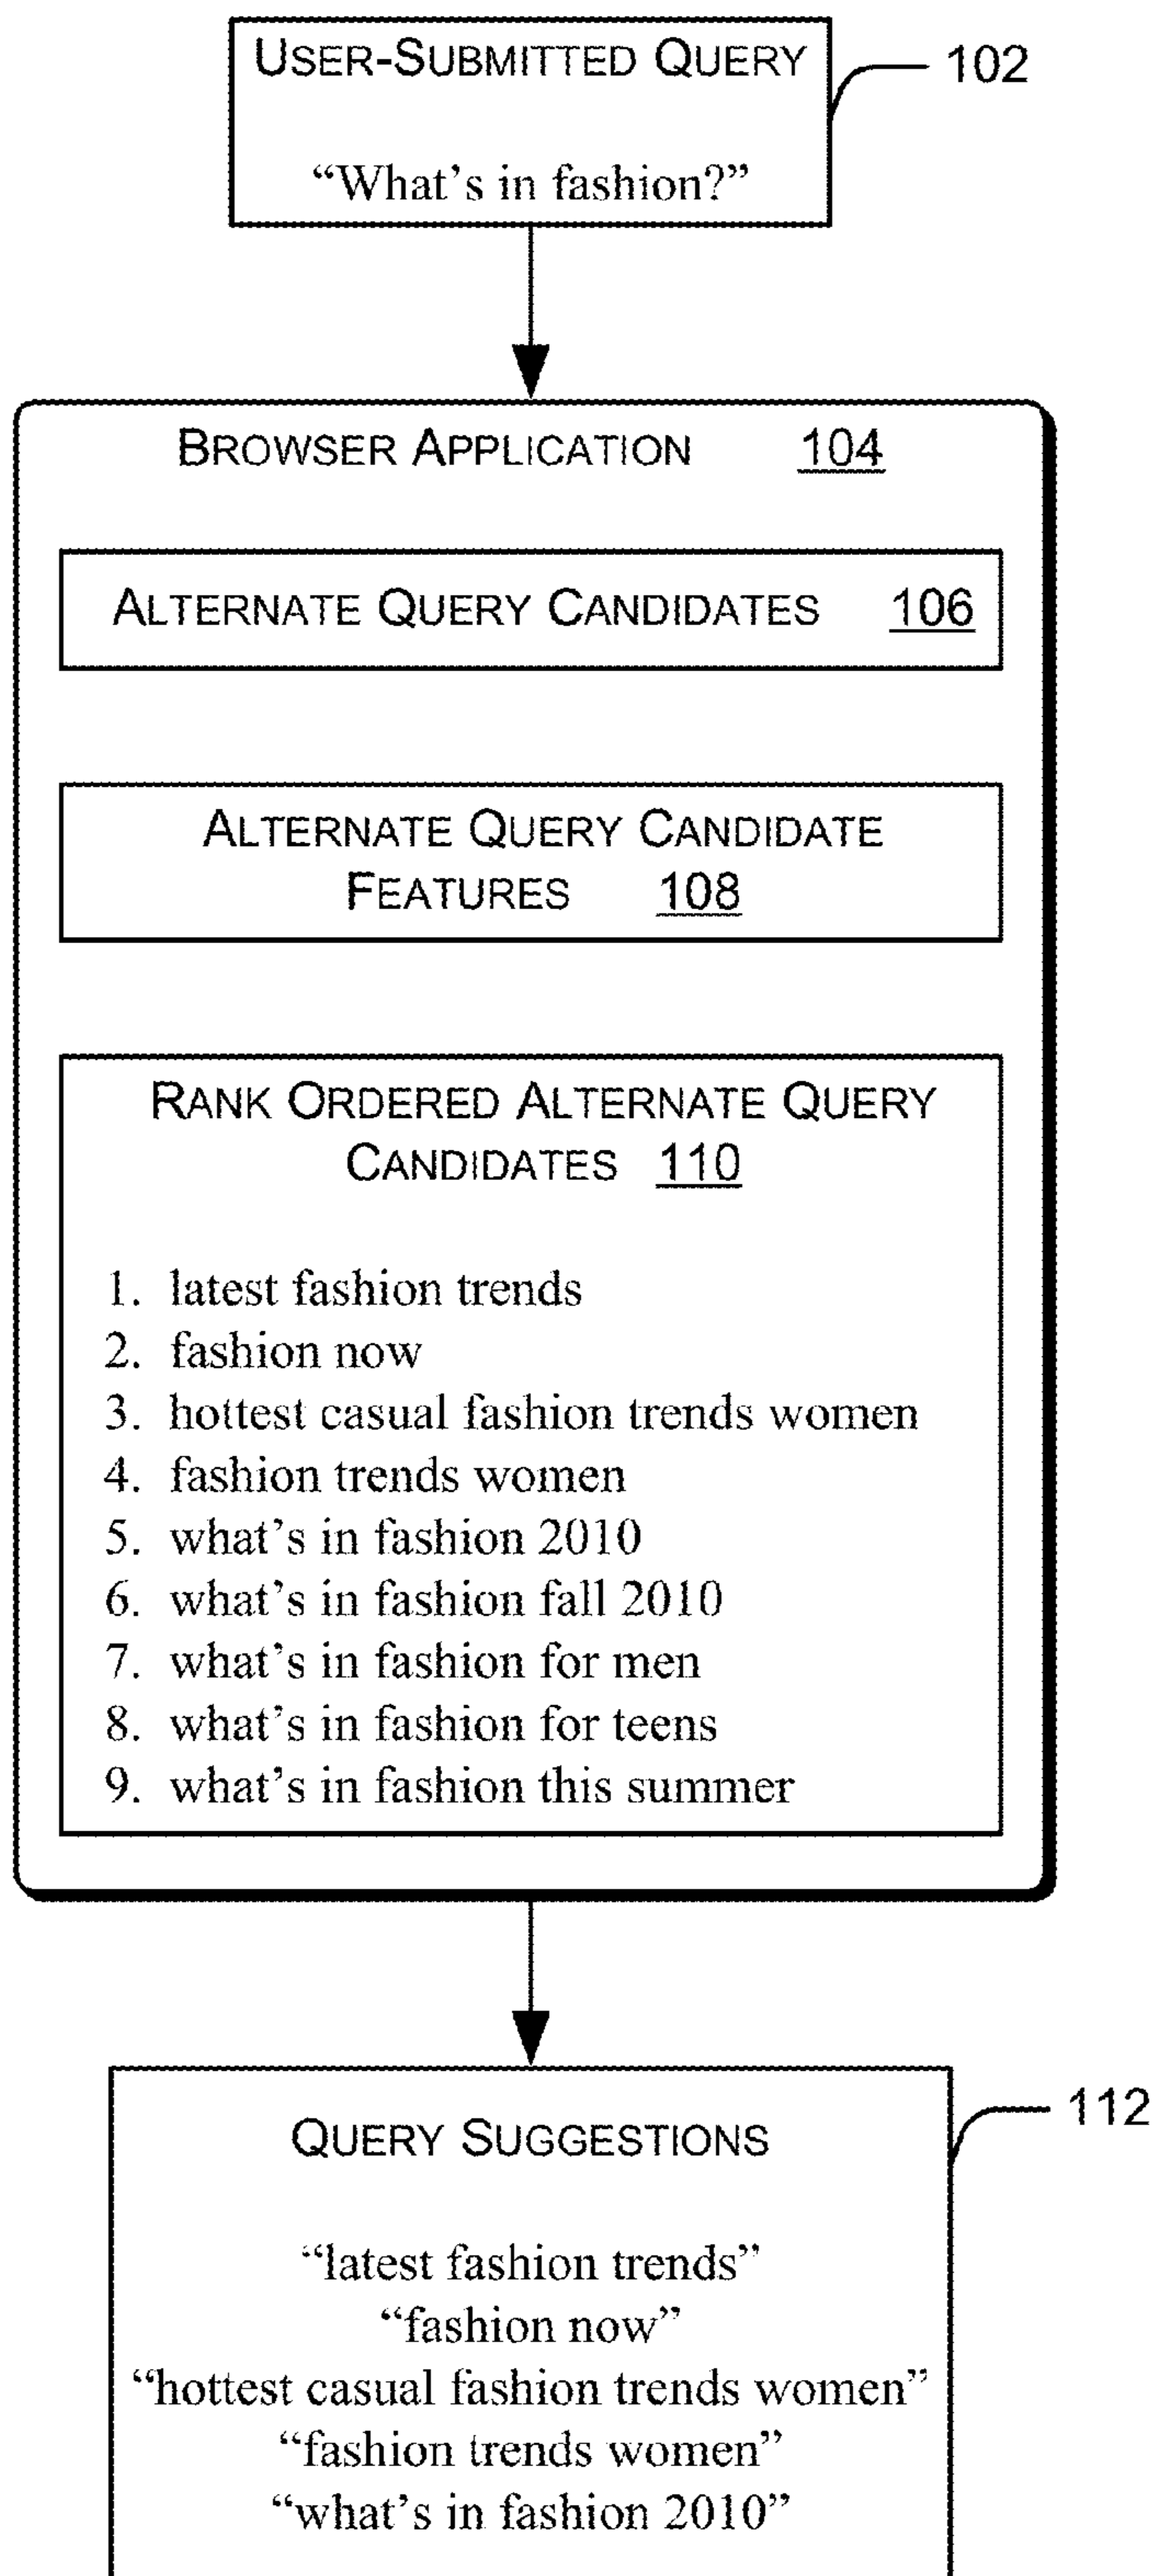 USER-SUBMITTED QUERY
102
“What’s in fashion?”
BROWSER APPLICATION 104
ALTERNATE QUERY CANDIDATES 106
ALTERNATE QUERY CANDIDATE
FEATURES 108
RANK ORDERED ALTERNATE QUERY
CANDIDATES 110
1. latest fashion trends
2. fashion now
3. hottest casual fashion trends women
4. fashion trends women
5. what’s in fashion 2010
6. what’s in fashion fall 2010
7. what’s in fashion for men
8. what’s in fashion for teens
9. what’s in fashion this summer
112
QUERY SUGGESTIONS
“latest fashion trends”
“fashion now”
“hottest casual fashion trends women”
“fashion trends women”
“what’s in fashion 2010”